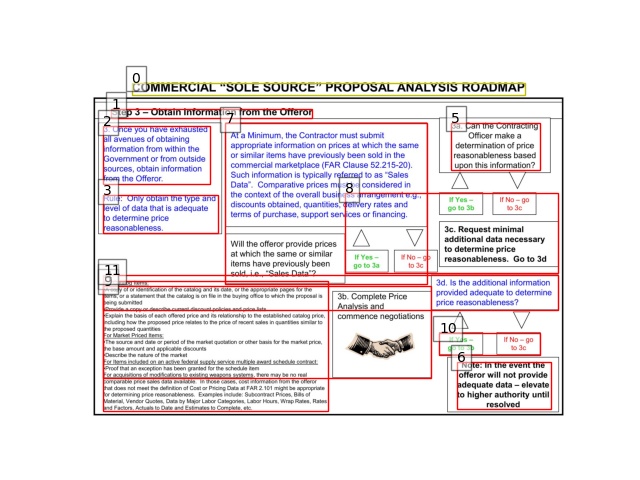 COMMERCIAL "SOLE SOURCE" PROPOSAL ANALYSIS ROADMAP
Step 3 – Obtain Information from the Offeror
3. Once you have exhausted
all avenues of obtaining
information from within the
Government or from outside
sources, obtain information
from the Offeror.
Rule: Only obtain the type and
level of data that is adequate
to determine price
reasonableness.
At a Minimum, the Contractor must submit
appropriate information on prices at which the same
or similar items have previously been sold in the
commercial marketplace (FAR Clause 52.215-20).
Such information is typically referred to as "Sales
Data". Comparative prices must be considered in
the context of the overall business arrangement e.g.,
discounts obtained, quantities, delivery rates and
terms of purchase, support services or financing.
Will the offeror provide prices
at which the same or similar
items have previously been
sold, i.e., "Sales Data"?
If Yes –
go to 3a
If No – go
to 3c
3a. Can the Contracting
Officer make a
determination of price
reasonableness based
upon this information?
If Yes –
go to 3b
If No – go
to 3c
3c. Request minimal
additional data necessary
to determine price
reasonableness. Go to 3d
3d. Is the additional information
provided adequate to determine
price reasonableness?
If Yes –
go to 3b
If No – go
to 3c
Note: In the event the
offeror will not provide
adequate data – elevate
to higher authority until
resolved
3b. Complete Price
Analysis and
commence negotiations
Items:
copy of or identification of the catalog and its date, or the appropriate pages for the
items, or a statement that the catalog is on file in the buying office to which the proposal is
being submitted
•Provide a copy or describe current discount policies and price lists
•Explain the basis of each offered price and its relationship to the established catalog price,
including how the proposed price relates to the price of recent sales in quantities similar to
the proposed quantities
For Market Priced Items:
•The source and date or period of the market quotation or other basis for the market price,
the base amount and applicable discounts
•Describe the nature of the market
For Items included on an active federal supply service multiple award schedule contract:
•Proof that an exception has been granted for the schedule item
For acquisitions of modifications to existing weapons systems, there may be no real
comparable price sales data available. In those cases, cost information from the offeror
that does not meet the definition of Cost or Pricing Data at FAR 2.101 might be appropriate
for determining price reasonableness. Examples include: Subcontract Prices, Bills of
Material, Vendor Quotes, Data by Major Labor Categories, Labor Hours, Wrap Rates, Rates
and Factors, Actuals to Date and Estimates to Complete, etc.
0
1
2
3
5
6
7
8
9
10
11